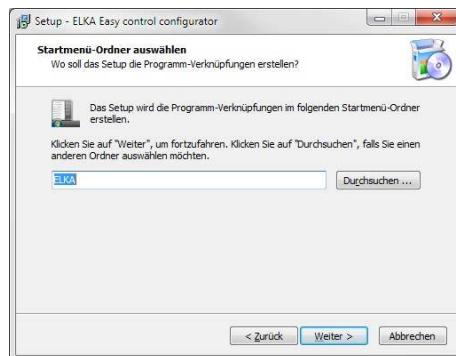 Setup - ELKA Easy control configurator
Startmenü-Ordner auswählen
Wo soll das Setup die Programm-Verknüpfungen erstellen?
Das Setup wird die Programm-Verknüpfungen im folgenden Startmenü-Ordner
erstellen.
Klicken Sie auf "Weiter", um fortzufahren. Klicken Sie auf "Durchsuchen", falls Sie einen
anderen Ordner auswählen möchten.
ELKA
Durchsuchen ...
< Zurück
Weiter >
Abbrechen